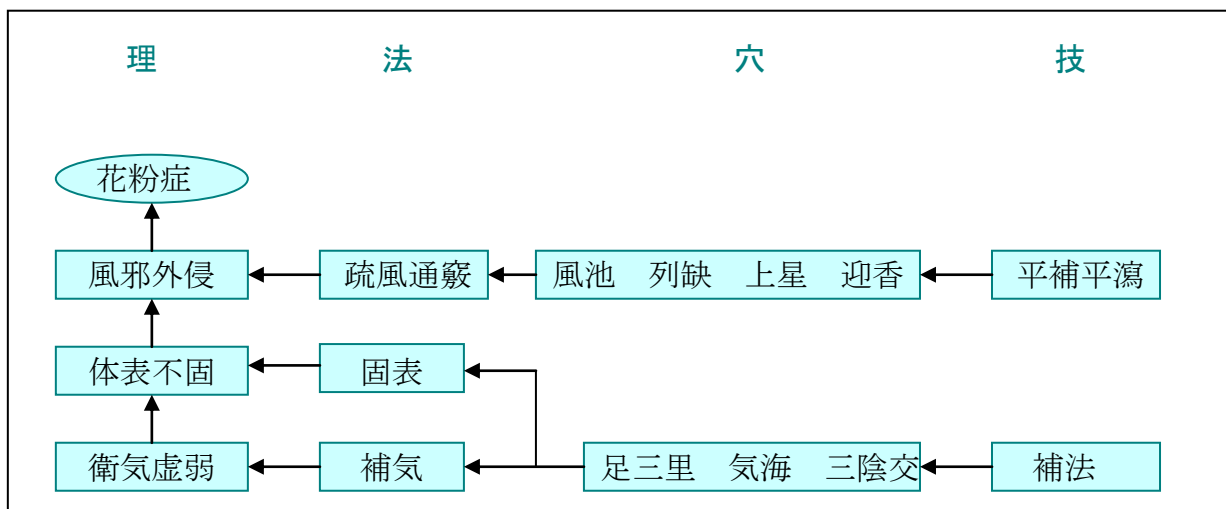 理 法 穴 技
花粉症
風邪外侵 疏風通竅 風池 列缺 上星 迎香 平補平瀉
体表不固 固表
衛気虚弱 補気 足三里 気海 三陰交 補法